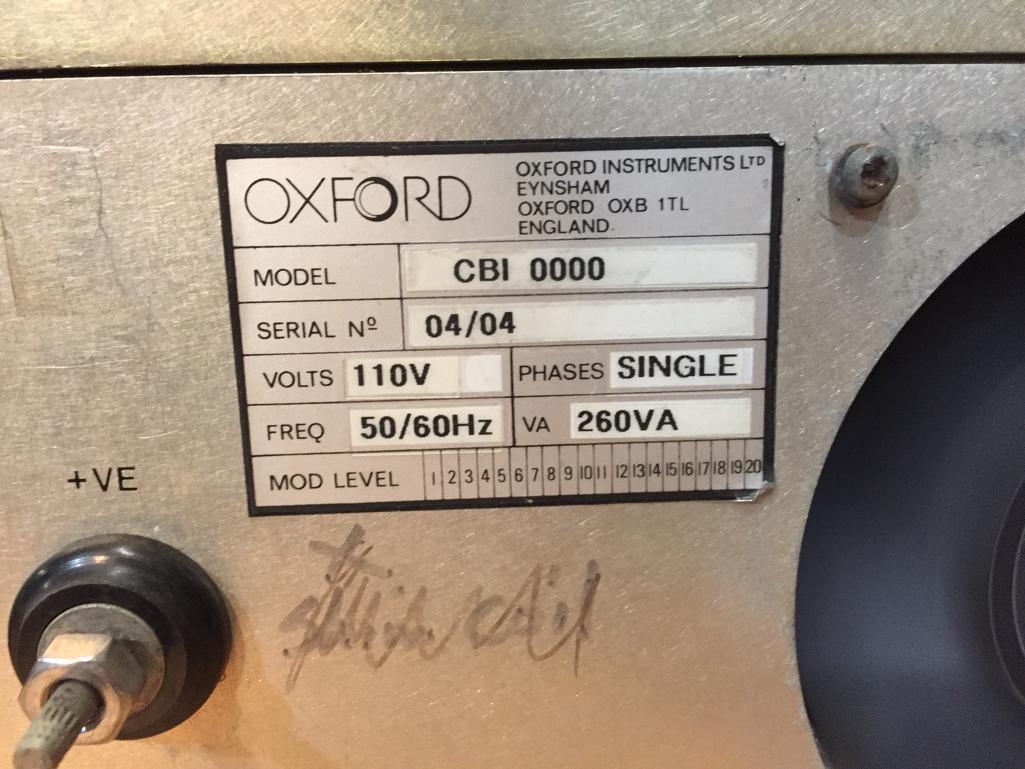 OXFORD
OXFORD INSTRUMENTS LTD
EYNSHAM
OXFORD OXB 1TL
ENGLAND.
MODEL CBI 0000
SERIAL Nº 04/04
VOLTS 110V PHASES SINGLE
FREQ 50/60Hz VA 260VA
MOD LEVEL 1 2 3 4 5 6 7 8 9 10 11 12 13 14 15 16 17 18 19 20
+VE